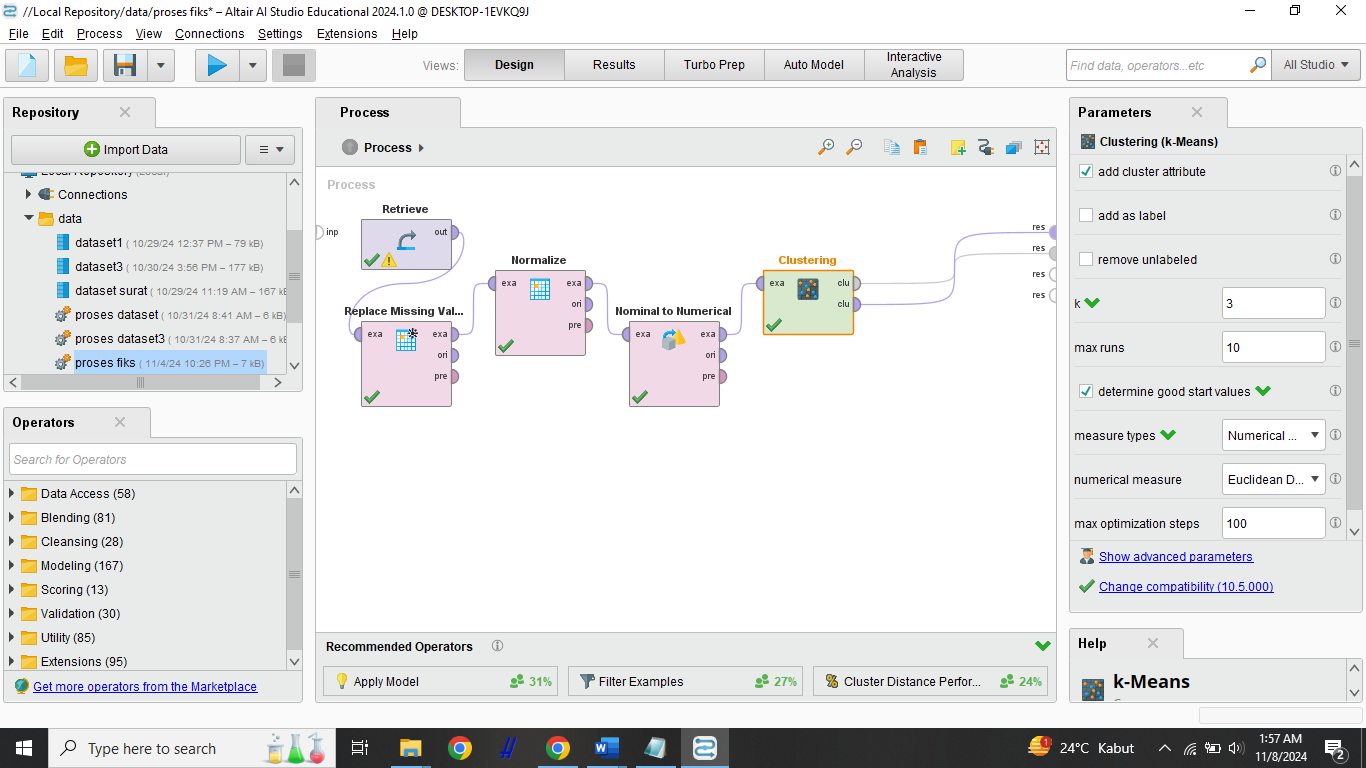 //Local Repository/data/proses fiks* – Altair AI Studio Educational 2024.1.0 @ DESKTOP-1EVKQ9J
File Edit Process View Connections Settings Extensions Help
Views: Design Results Turbo Prep Auto Model Interactive Analysis
Find data, operators...etc
All Studio
Repository
Import Data
Local Repository (Local)
Connections
data
dataset1 ( 10/29/24 12:37 PM – 79 kB)
dataset3 ( 10/30/24 3:56 PM – 177 kB)
dataset surat ( 10/29/24 11:19 AM – 167 kB
proses dataset ( 10/31/24 8:41 AM – 6 kB)
proses dataset3 ( 10/31/24 8:37 AM – 6 kB
proses fiks ( 11/4/24 10:26 PM – 7 kB)
Operators
Search for Operators
Data Access (58)
Blending (81)
Cleansing (28)
Modeling (167)
Scoring (13)
Validation (30)
Utility (85)
Extensions (95)
Get more operators from the Marketplace
Process
Process
Process
inp
Retrieve
out
Replace Missing Val...
exa exa
ori
pre
Normalize
exa exa
ori
pre
Nominal to Numerical
exa exa
ori
pre
Clustering
exa clu
clu
res
res
res
res
Recommended Operators
Apply Model 31%
Filter Examples 27%
Cluster Distance Perfor... 24%
Parameters
Clustering (k-Means)
add cluster attribute
add as label
remove unlabeled
k 3
max runs 10
determine good start values
measure types Numerical ...
numerical measure Euclidean D...
max optimization steps 100
Show advanced parameters
Change compatibility (10.5.000)
Help
k-Means
Type here to search
24°C Kabut
1:57 AM
11/8/2024
1
2